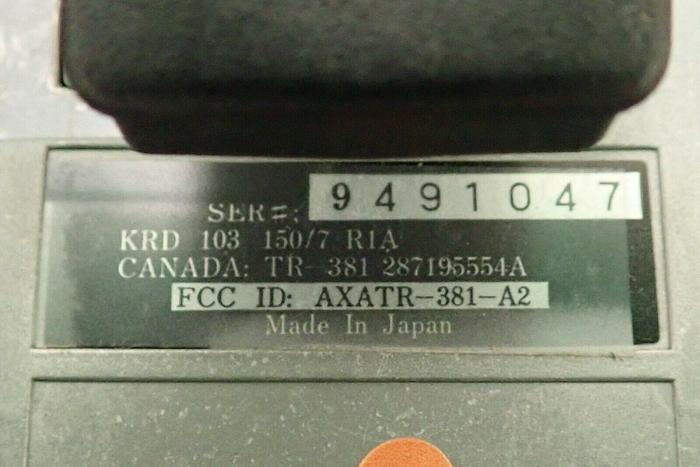 SER#: 9491047
KRD 103 150/7 R1A
CANADA: TR-381 287195554A
FCC ID: AXATR-381-A2
Made In Japan